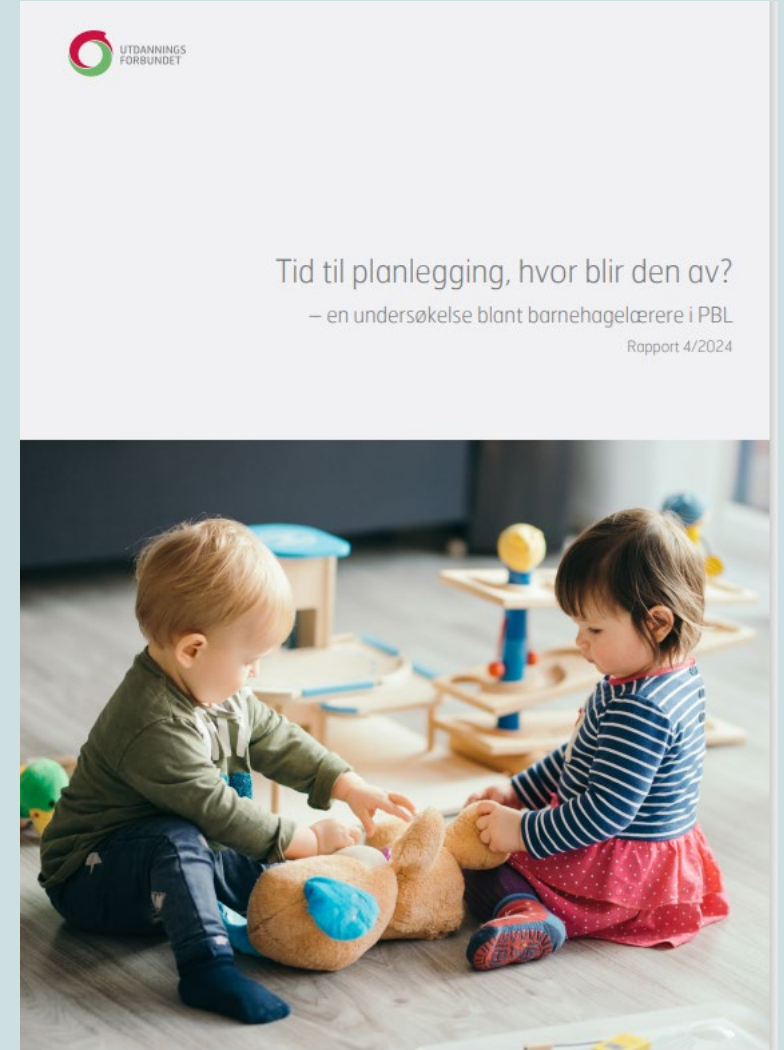 UTDANNINGS
FORBUNDET
Tid til planlegging, hvor blir den av?
– en undersøkelse blant barnehagelærere i PBL
Rapport 4/2024